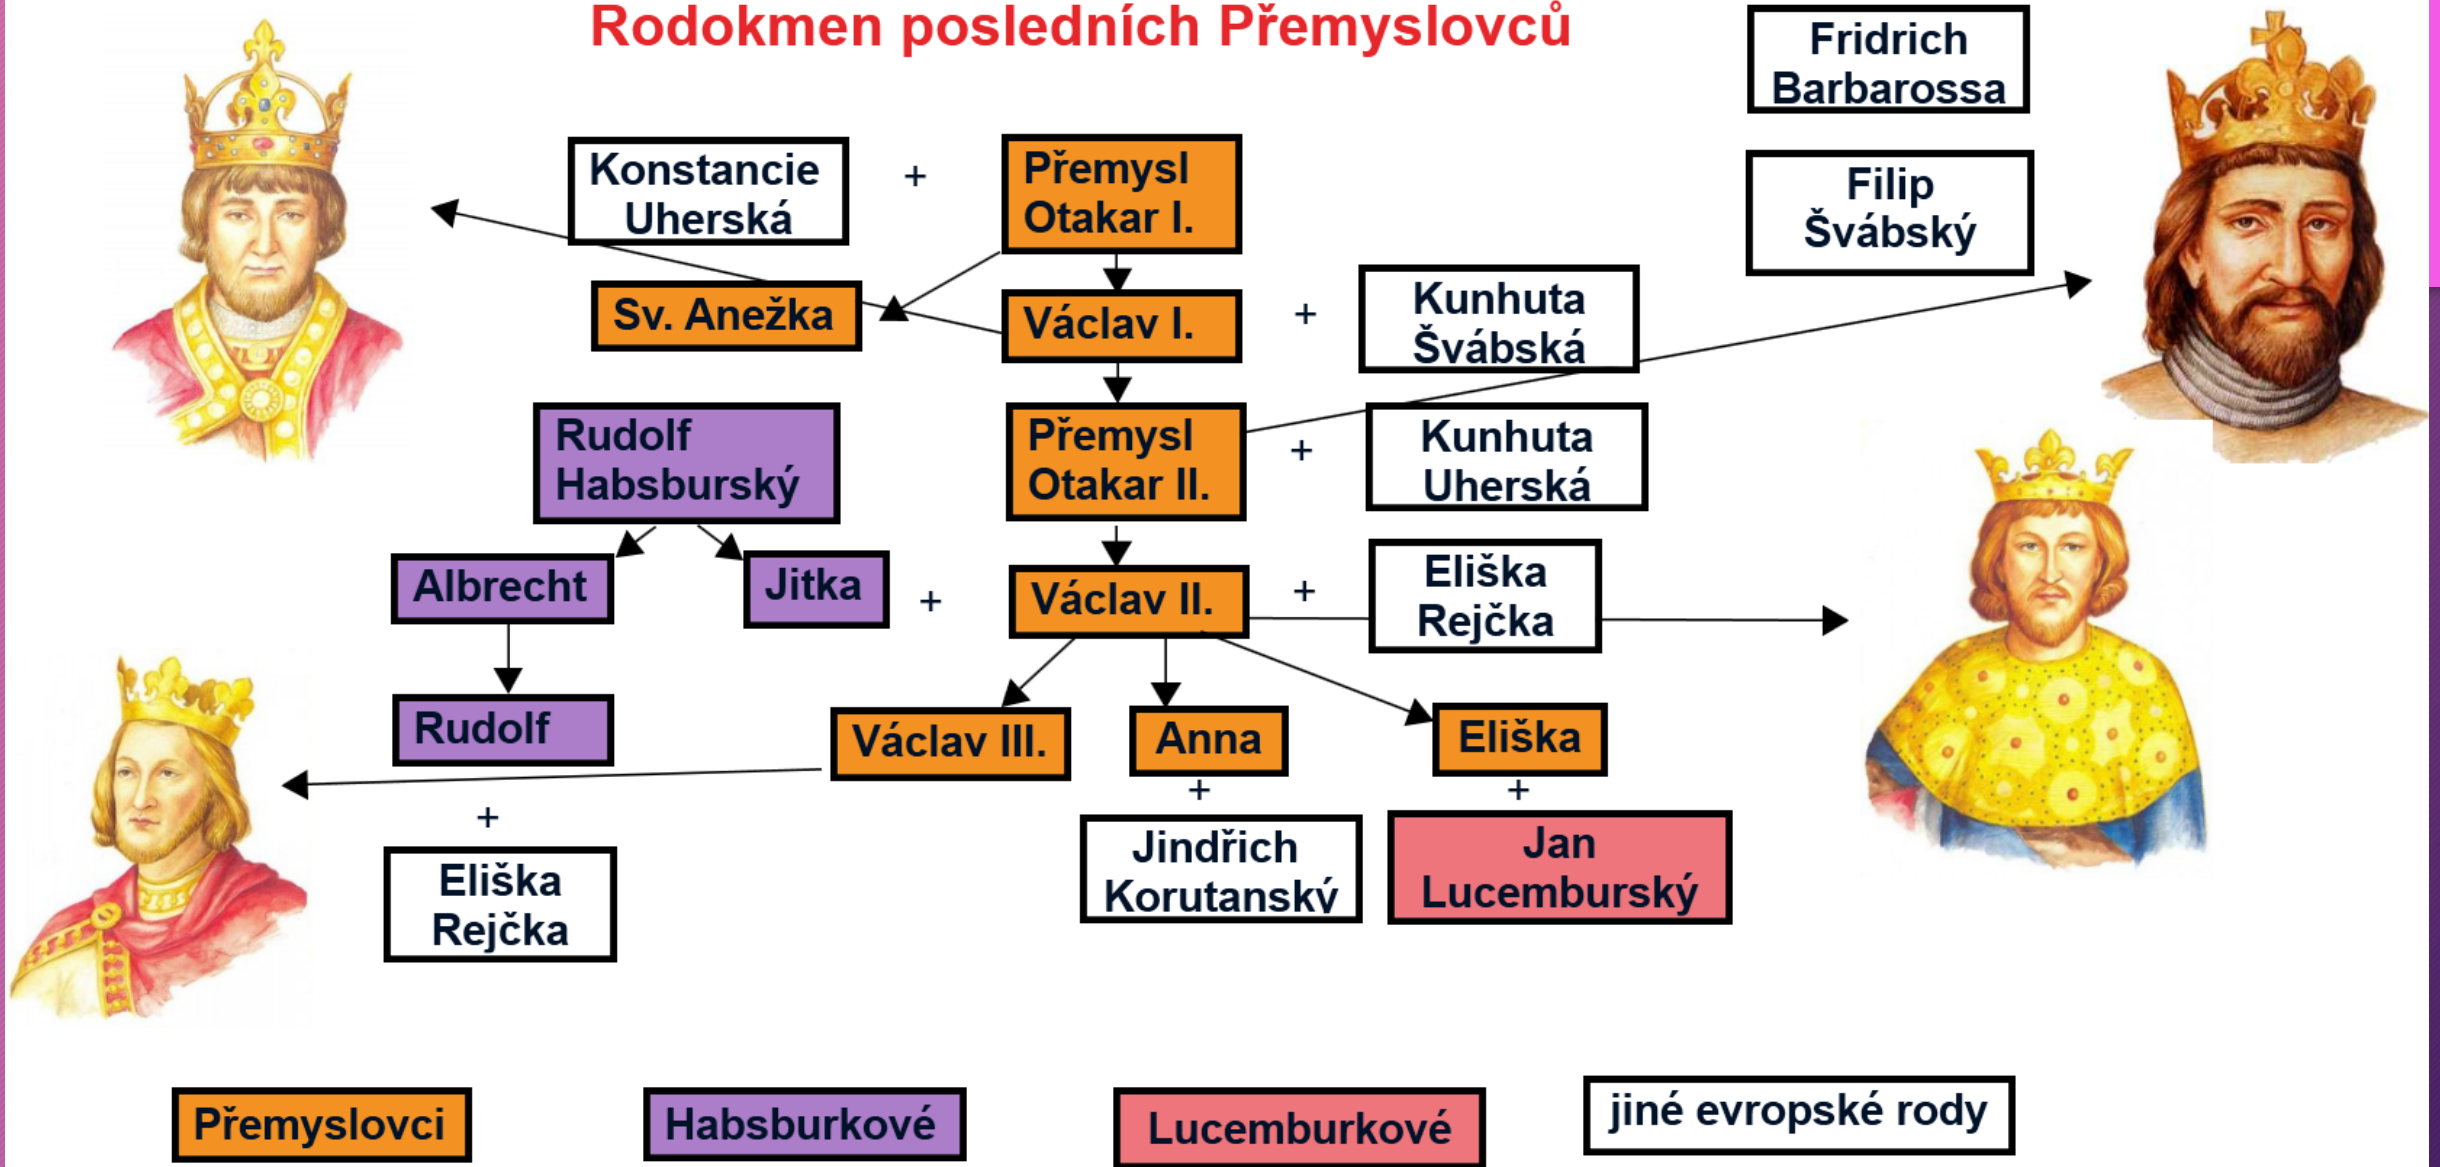 Rodokmen posledních Přemyslovců
Fridrich
Barbarossa
Konstancie
Uherská
+
Přemysl
Otakar I.
Filip
Švábský
Sv. Anežka
Václav I.
+
Kunhuta
Švábská
Rudolf
Habsburský
Přemysl
Otakar II.
+
Kunhuta
Uherská
Albrecht
Jitka
+
Václav II.
+
Eliška
Rejčka
Rudolf
Václav III.
Anna
Eliška
+
Eliška
Rejčka
+
Jindřich
Korutanský
+
Jan
Lucemburský
Přemyslovci
Habsburkové
Lucemburkové
jiné evropské rody